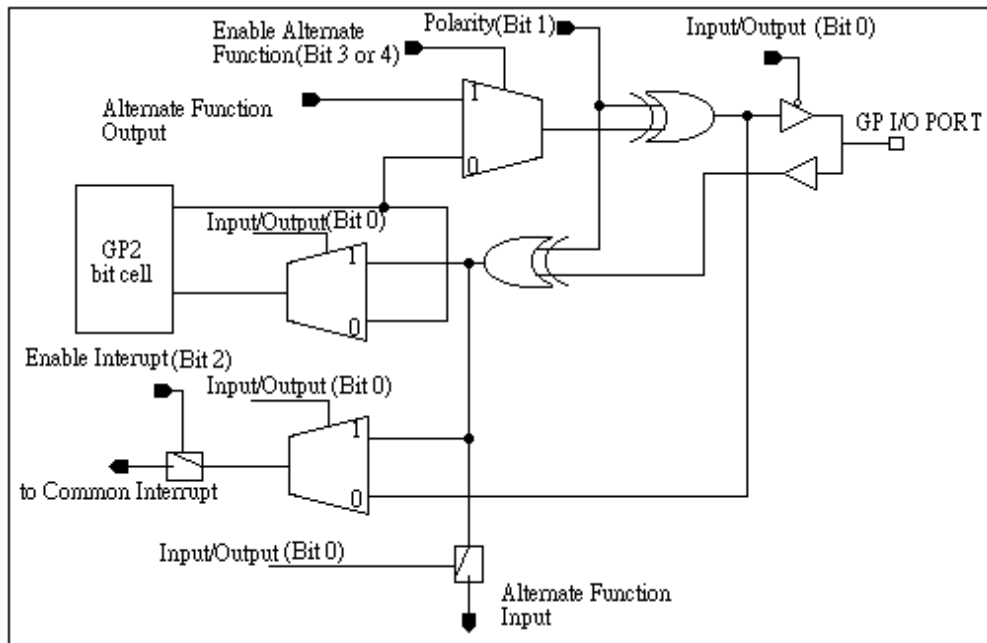 Polarity(Bit 1)
Enable Alternate
Function(Bit 3 or 4)
Input/Output (Bit 0)
1
Alternate Function
Output
GP I/O PORT
0
Input/Output(Bit 0)
GP2
bit cell
1
0
Enable Interupt(Bit 2)
Input/Output (Bit 0)
1
to Common Interrupt
0
Input/Output (Bit 0)
Alternate Function
Input